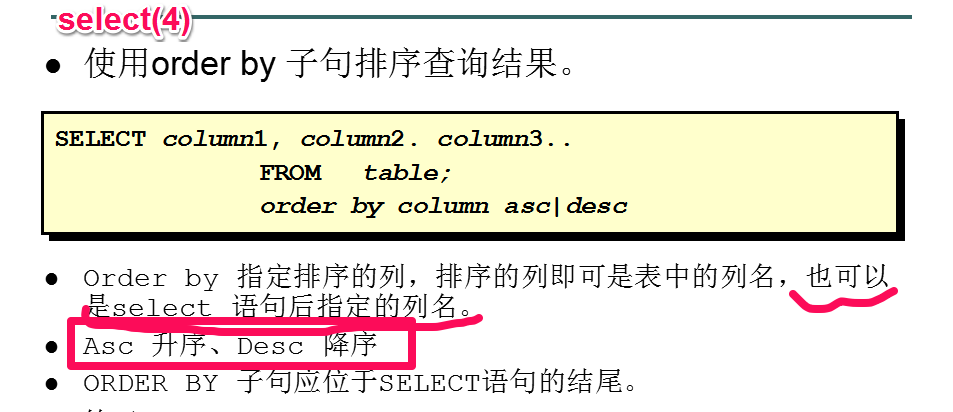 select(4)
● 使用order by 子句排序查询结果。
SELECT column1, column2. column3..
FROM table;
order by column asc|desc
● Order by 指定排序的列，排序的列即可是表中的列名，也可以
是select 语句后指定的列名。
● Asc 升序、Desc 降序
● ORDER BY 子句应位于SELECT语句的结尾。